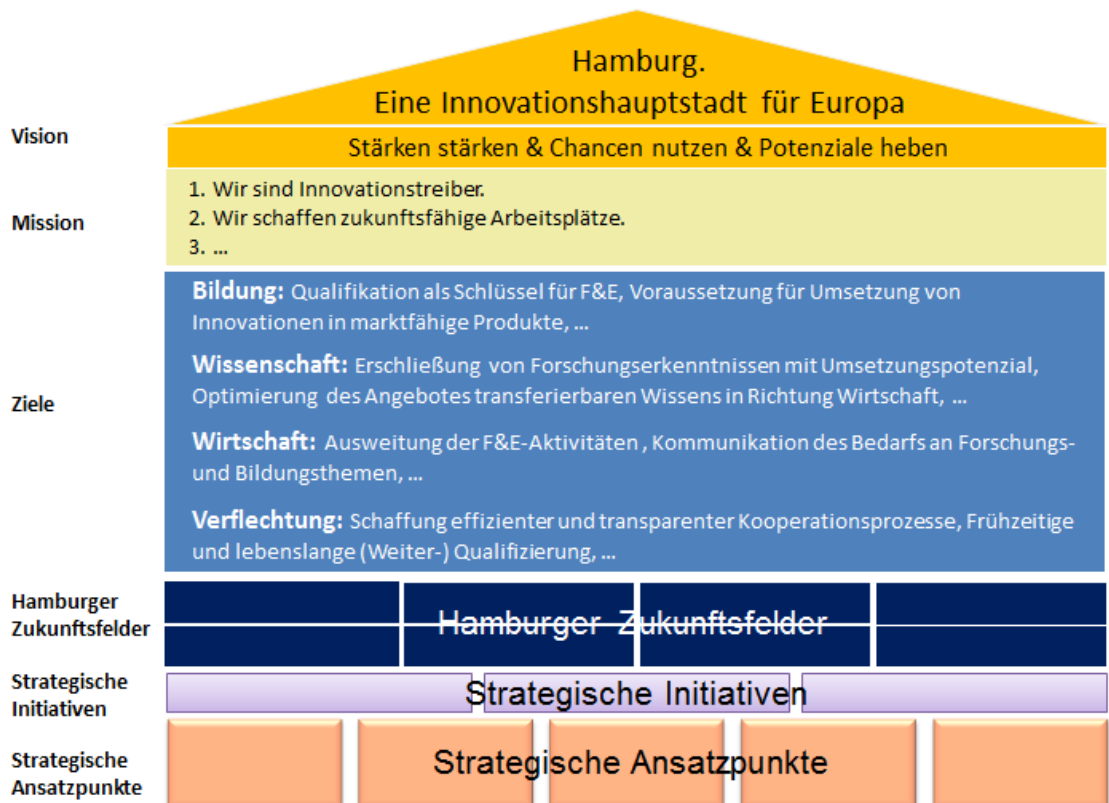 Hamburg.
Eine Innovationshauptstadt für Europa
Vision
Stärken stärken & Chancen nutzen & Potenziale heben
Mission
1. Wir sind Innovationstreiber.
2. Wir schaffen zukunftsfähige Arbeitsplätze.
3. ...
Ziele
Bildung: Qualifikation als Schlüssel für F&E, Voraussetzung für Umsetzung von
Innovationen in marktfähige Produkte, ...
Wissenschaft: Erschließung von Forschungserkenntnissen mit Umsetzungspotenzial,
Optimierung des Angebotes transferierbaren Wissens in Richtung Wirtschaft, ...
Wirtschaft: Ausweitung der F&E-Aktivitäten , Kommunikation des Bedarfs an Forschungs-
und Bildungsthemen, ...
Verflechtung: Schaffung effizienter und transparenter Kooperationsprozesse, Frühzeitige
und lebenslange (Weiter-) Qualifizierung, ...
Hamburger
Zukunftsfelder
Hamburger Zukunftsfelder
Strategische
Initiativen
Strategische Initiativen
Strategische
Ansatzpunkte
Strategische Ansatzpunkte